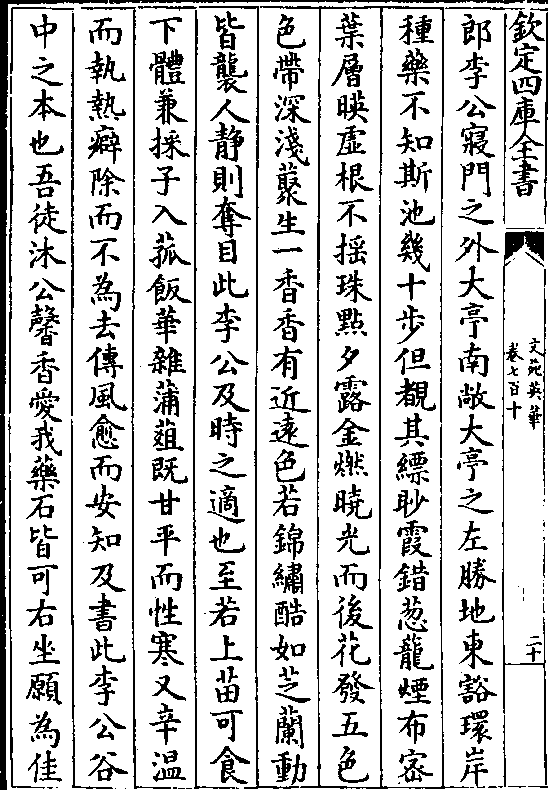 欽定四庫全書
文苑英華
卷七百十
二十
郎李公寢門之外大亭南敞大亭之左勝地東豁環岸
種藥不知斯池幾十步但覩其縹眇霞錯葱蘢煙布密
葉層暎虛根不揺珠點夕露金燃曉光而後花發五色
色帶深淺藂生一香香有近遠色若錦繡酷如芝蘭動
皆襲人静則奪目此李公及時之適也至若上苗可食
下體兼採子入菰飯華雜蒲葅既甘平而性寒又辛温
而執熱癖除而不為去傳風愈而安知及書此李公谷
中之本也吾徒沐公馨香愛我藥石皆可右坐願為佳